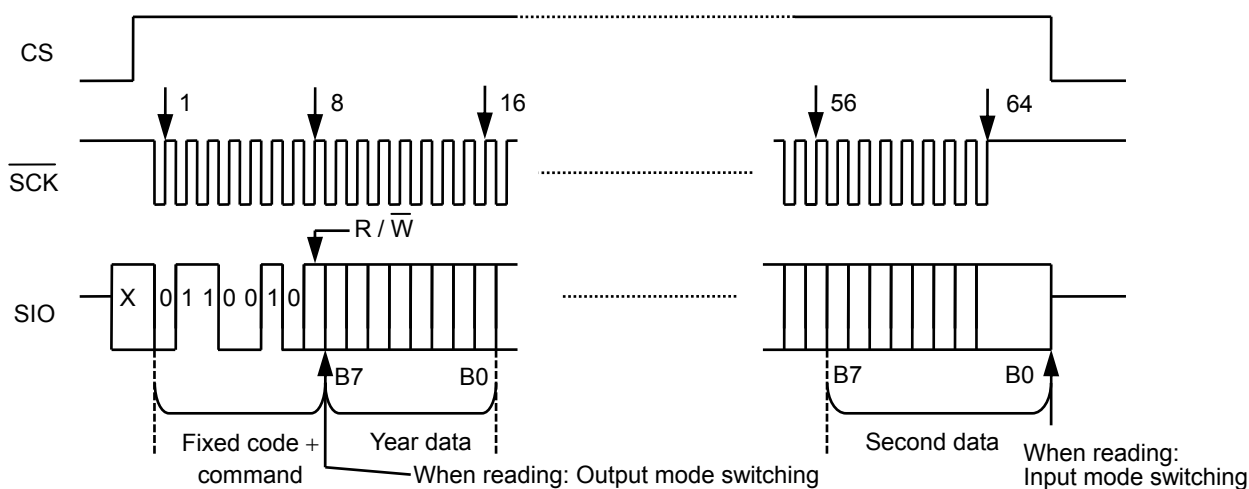 CS
1 8 16 56 64
SCK
R / W
X 0 1 1 0 0 1 0
SIO
B7 B0 B7 B0
Fixed code +
command
Year data
Second data
When reading: Output mode switching
When reading:
Input mode switching